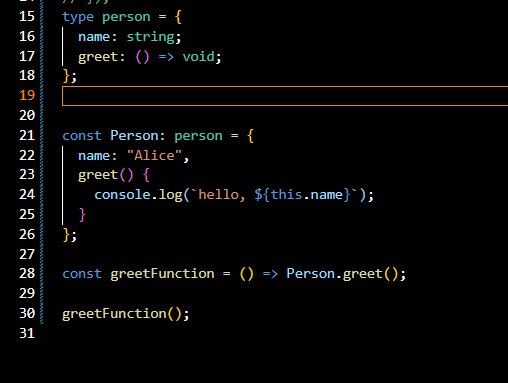 15 type person = {
16   name: string;
17   greet: () => void;
18 };
19
20
21 const Person: person = {
22   name: "Alice",
23   greet() {
24     console.log(`hello, ${this.name}`);
25   }
26 };
27
28 const greetFunction = () => Person.greet();
29
30 greetFunction();
31